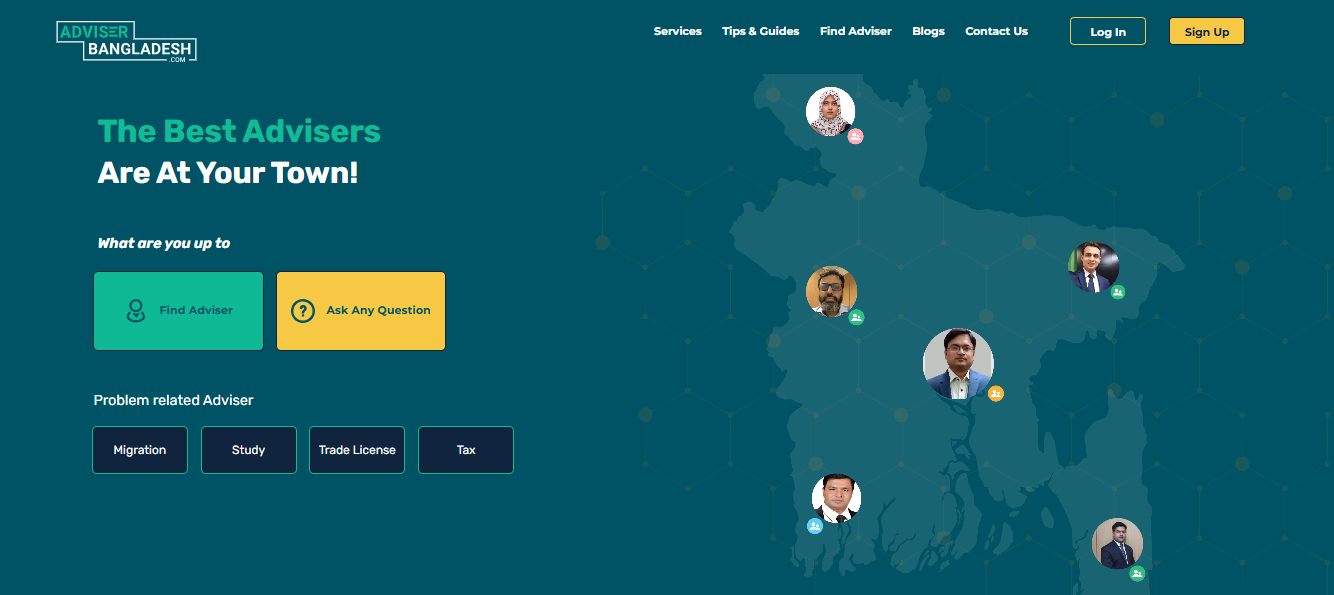 ADVISER
BANGLADESH
.COM
Services
Tips & Guides
Find Adviser
Blogs
Contact Us
Log In
Sign Up
The Best Advisers
Are At Your Town!
What are you up to
Find Adviser
Ask Any Question
Problem related Adviser
Migration
Study
Trade License
Tax